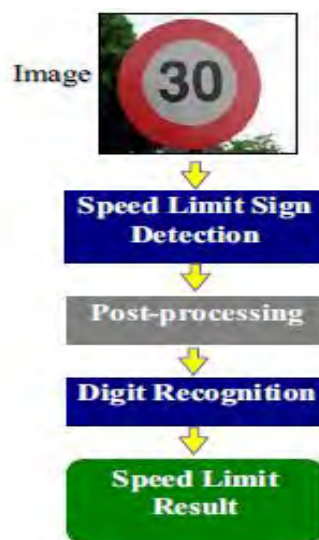 Image
30
Speed Limit Sign
Detection
Post-processing
Digit Recognition
Speed Limit
Result